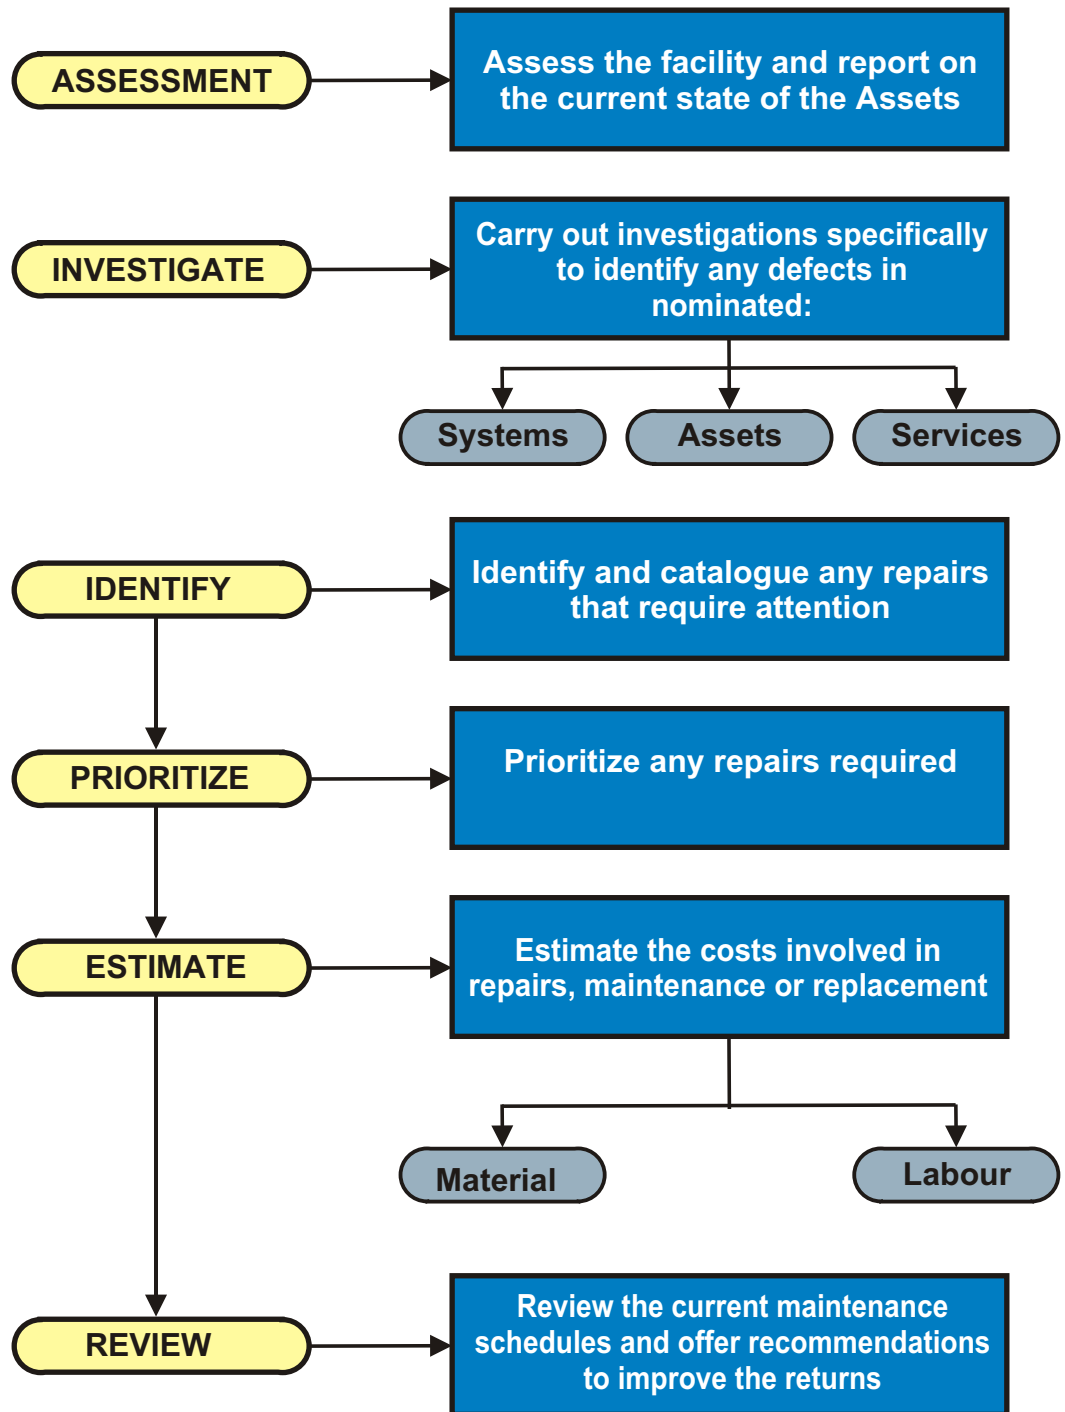 ASSESSMENT
Assess the facility and report on
the current state of the Assets
INVESTIGATE
Carry out investigations specifically
to identify any defects in
nominated:
Systems
Assets
Services
IDENTIFY
Identify and catalogue any repairs
that require attention
PRIORITIZE
Prioritize any repairs required
ESTIMATE
Estimate the costs involved in
repairs, maintenance or replacement
Material
Labour
REVIEW
Review the current maintenance
schedules and offer recommendations
to improve the returns